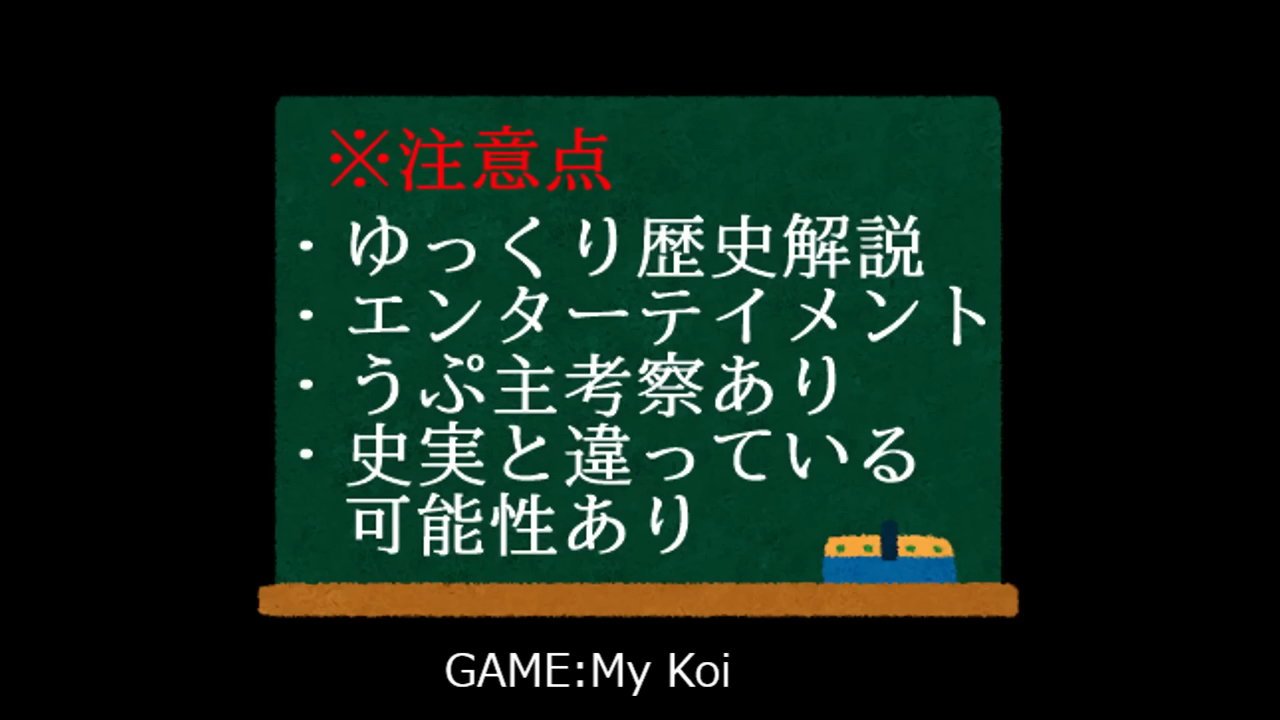 ※注意点
・ゆっくり歴史解説
・エンターテイメント
・うぷ主考察あり
・史実と違っている
可能性あり
GAME:My Koi